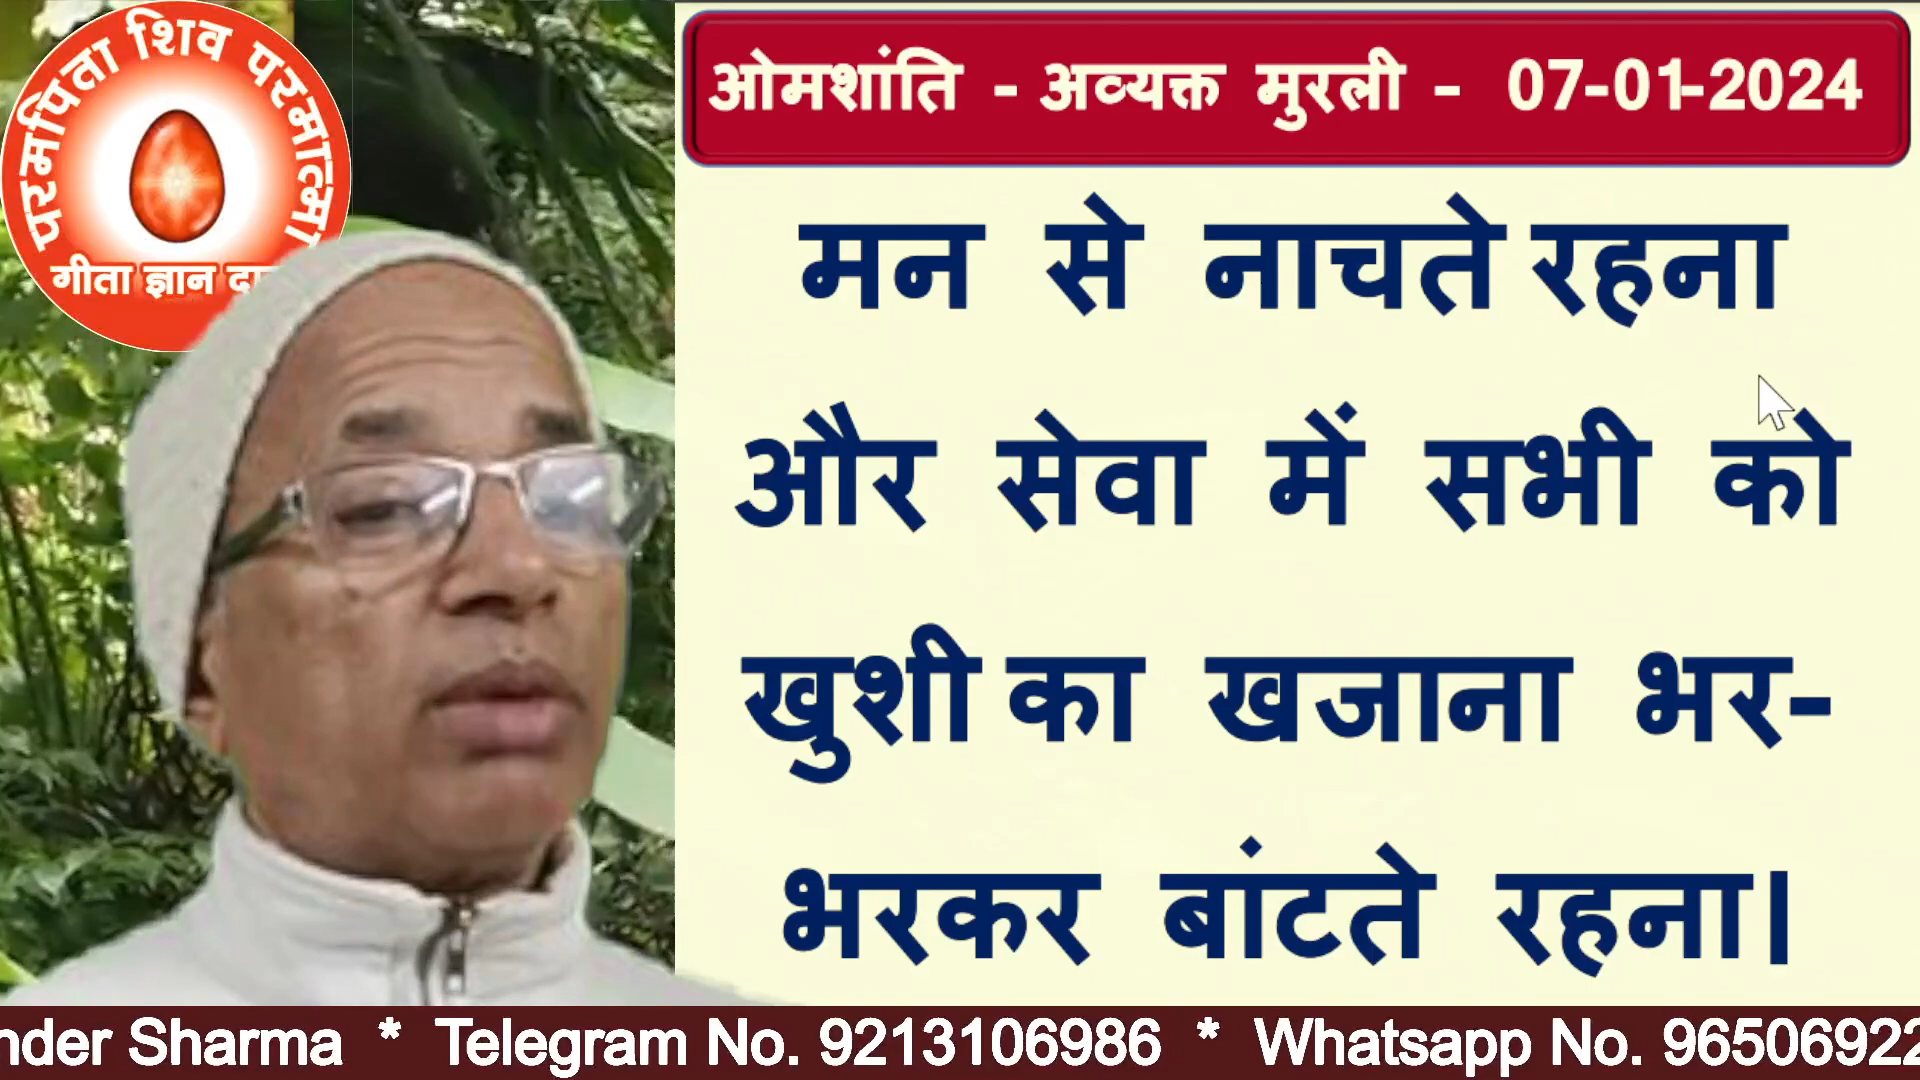 परमपिता शिव परमात्मा
गीता ज्ञान
ओमशांति - अव्यक्त मुरली - 07-01-2024
मन से नाचते रहना
और सेवा में सभी को
खुशी का खजाना भर-
भरकर बांटते रहना।
nder Sharma * Telegram No. 9213106986 * Whatsapp No. 96506922